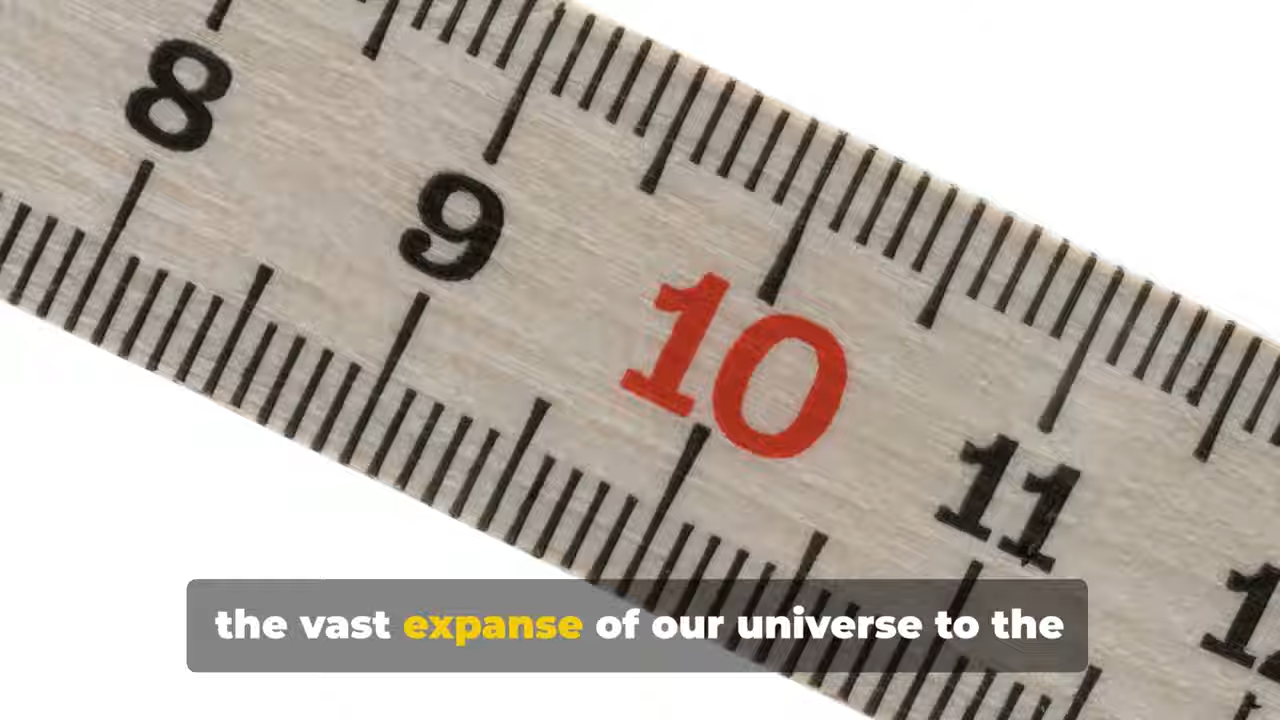 8
9
10
11
the vast expanse of our universe to the